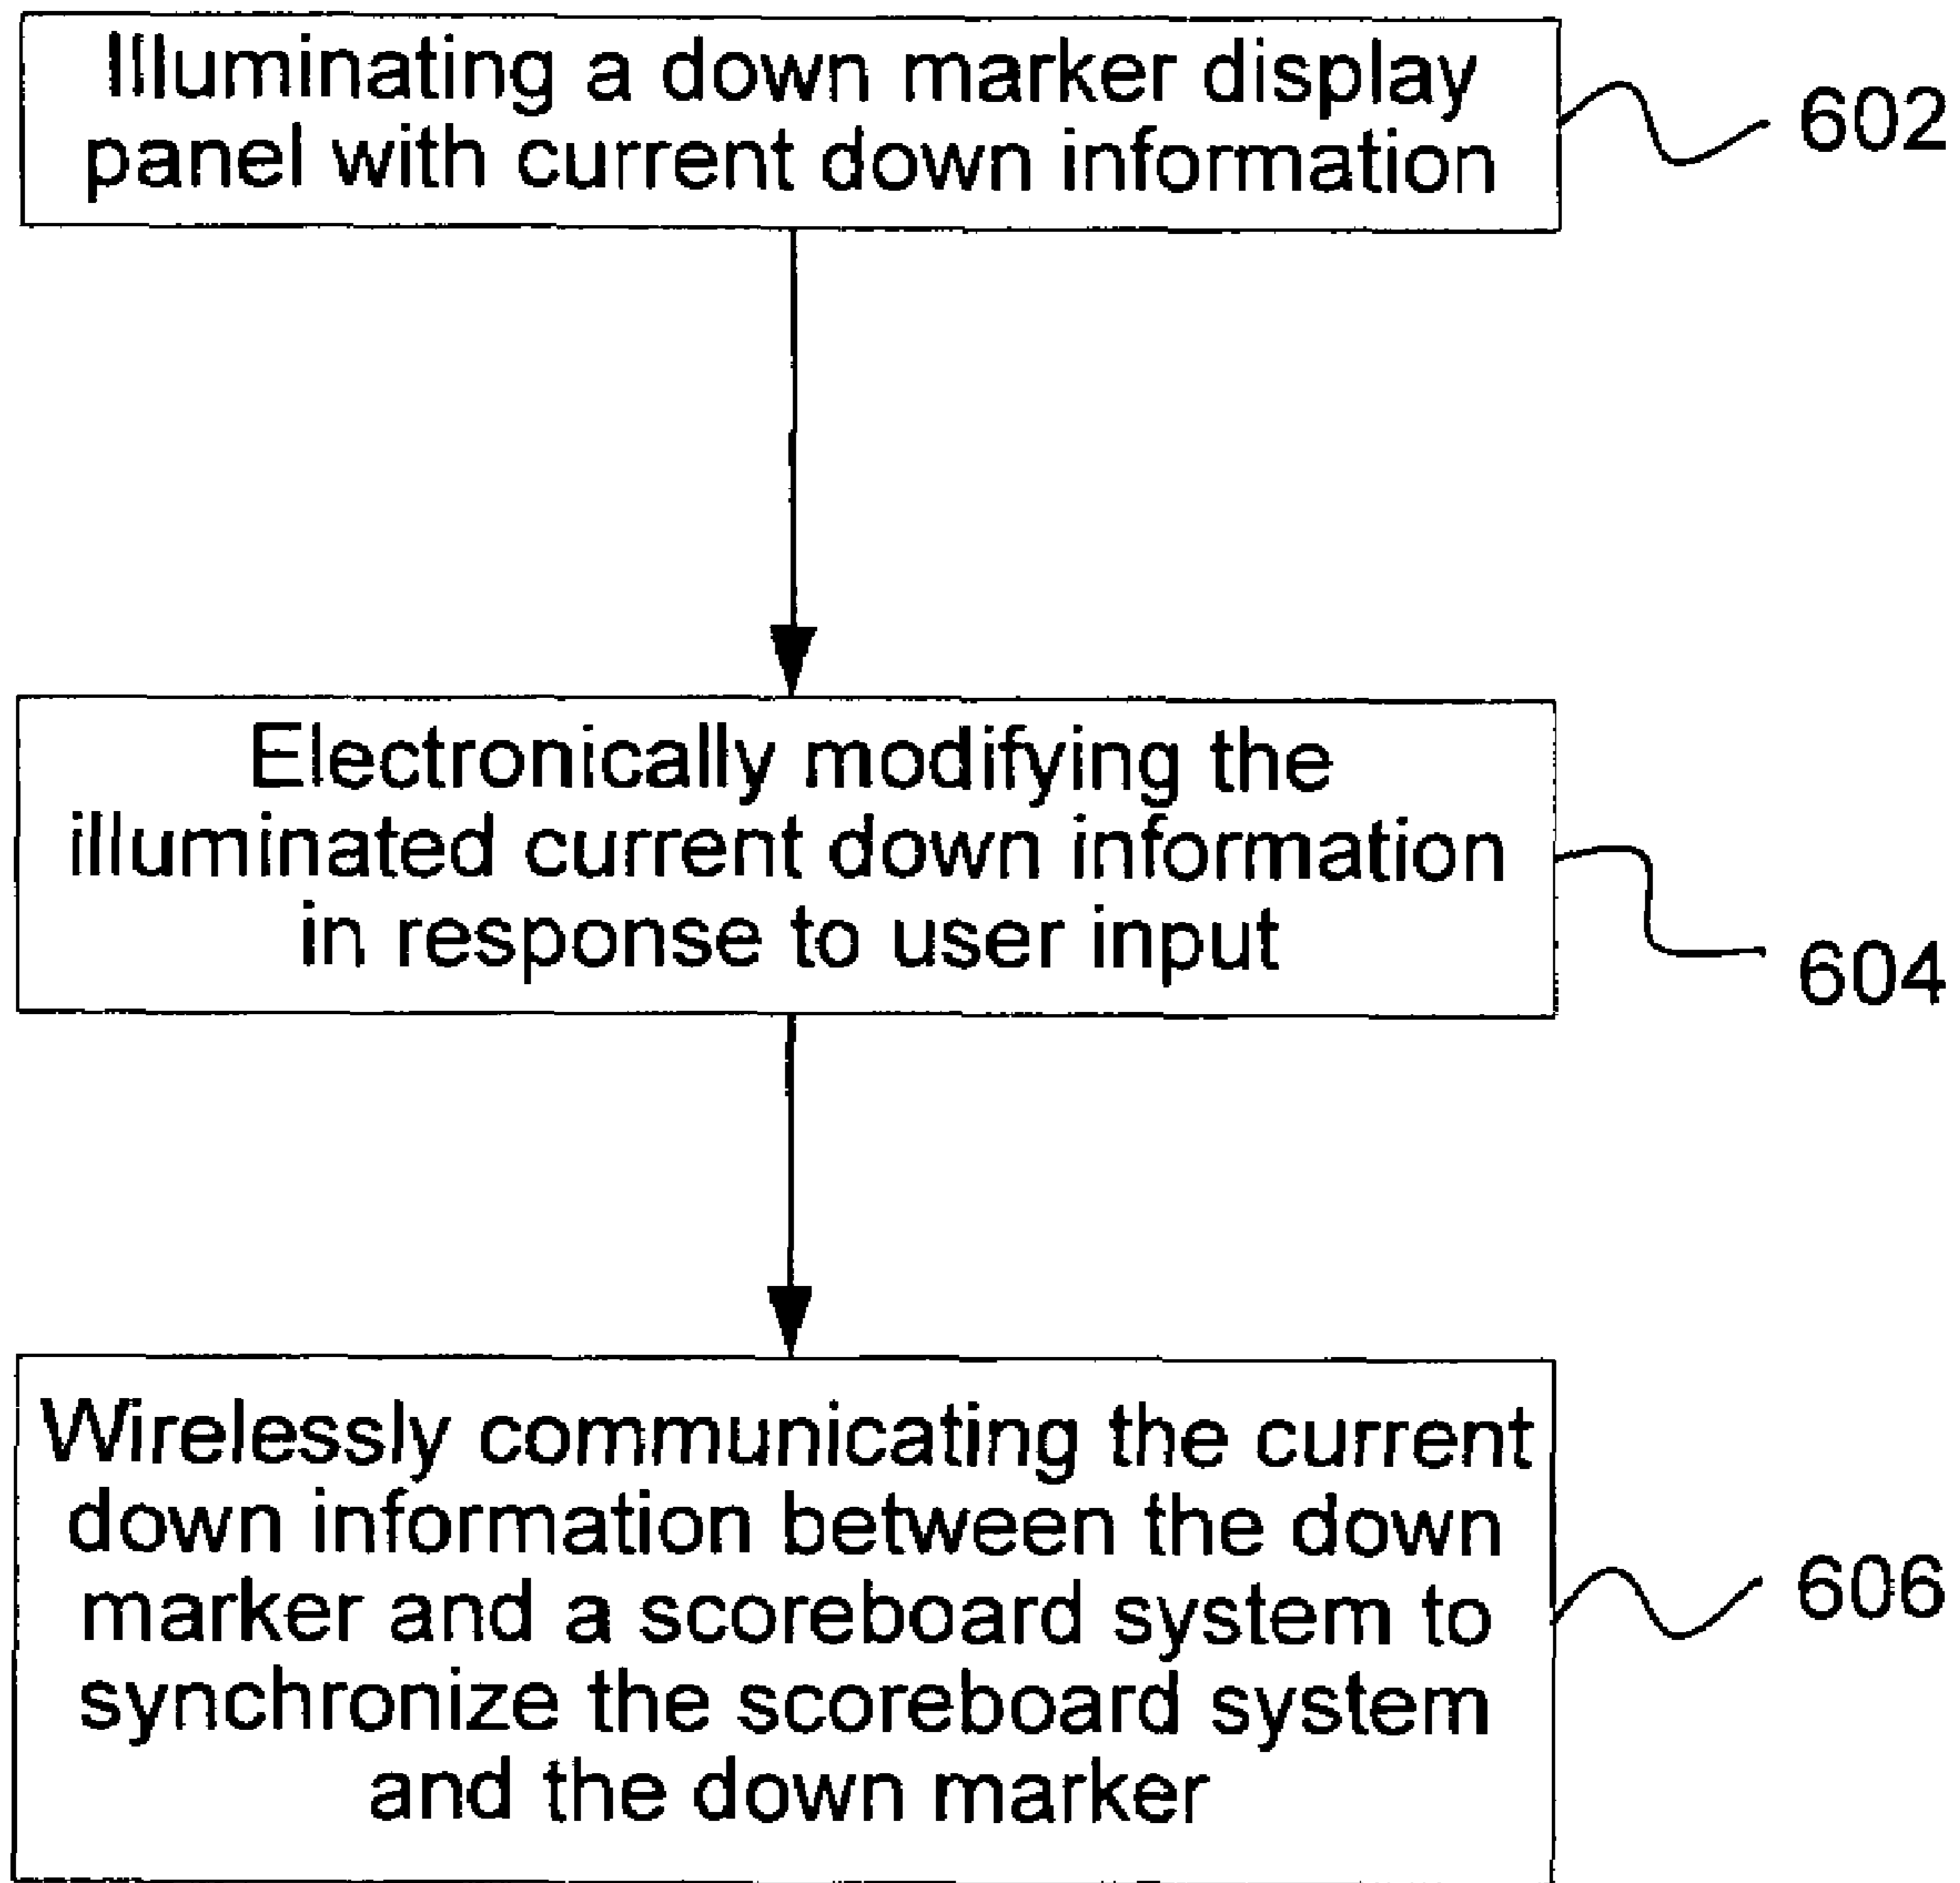 Illuminating a down marker display
panel with current down information
602
Electronically modifying the
illuminated current down information
in response to user input
604
Wirelessly communicating the current
down information between the down
marker and a scoreboard system to
synchronize the scoreboard system
and the down marker
606